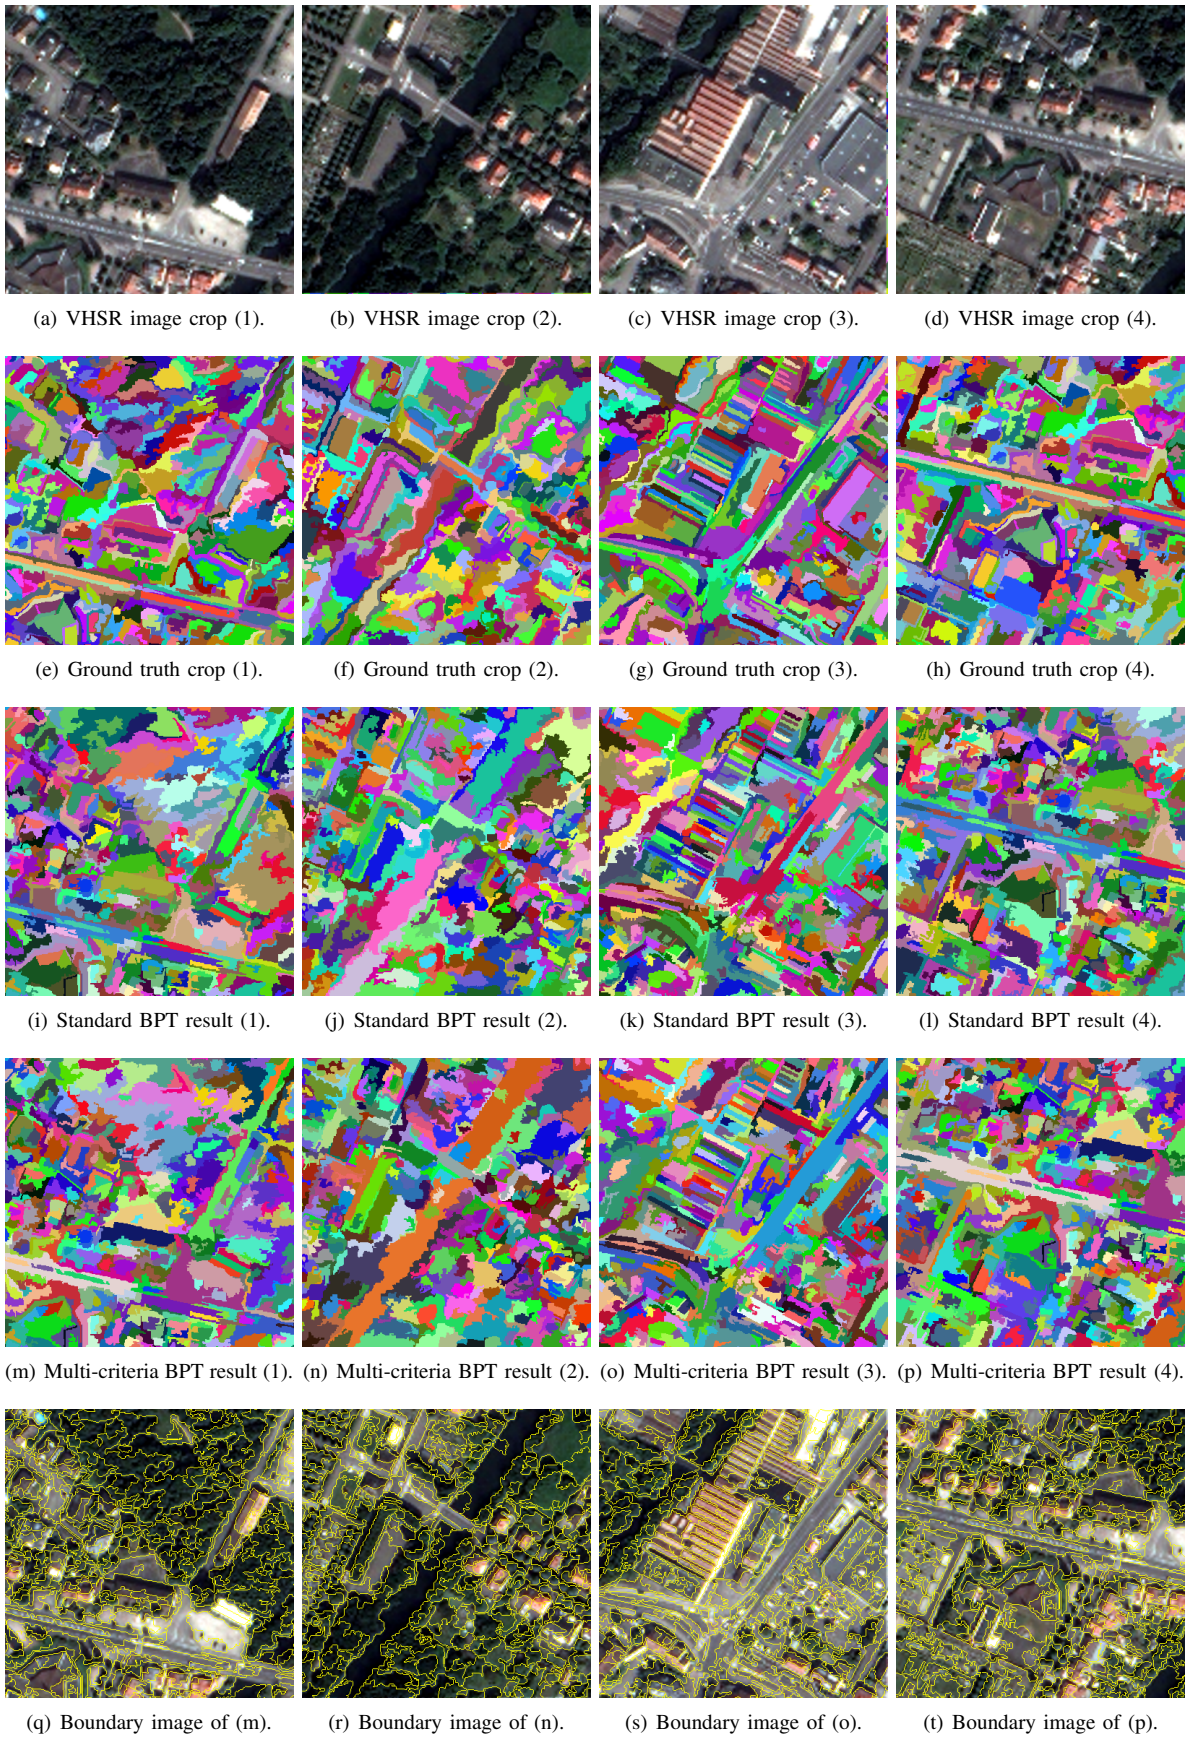 (a) VHSR image crop (1).
(b) VHSR image crop (2).
(c) VHSR image crop (3).
(d) VHSR image crop (4).
(e) Ground truth crop (1).
(f) Ground truth crop (2).
(g) Ground truth crop (3).
(h) Ground truth crop (4).
(i) Standard BPT result (1).
(j) Standard BPT result (2).
(k) Standard BPT result (3).
(l) Standard BPT result (4).
(m) Multi-criteria BPT result (1).
(n) Multi-criteria BPT result (2).
(o) Multi-criteria BPT result (3).
(p) Multi-criteria BPT result (4).
(q) Boundary image of (m).
(r) Boundary image of (n).
(s) Boundary image of (o).
(t) Boundary image of (p).